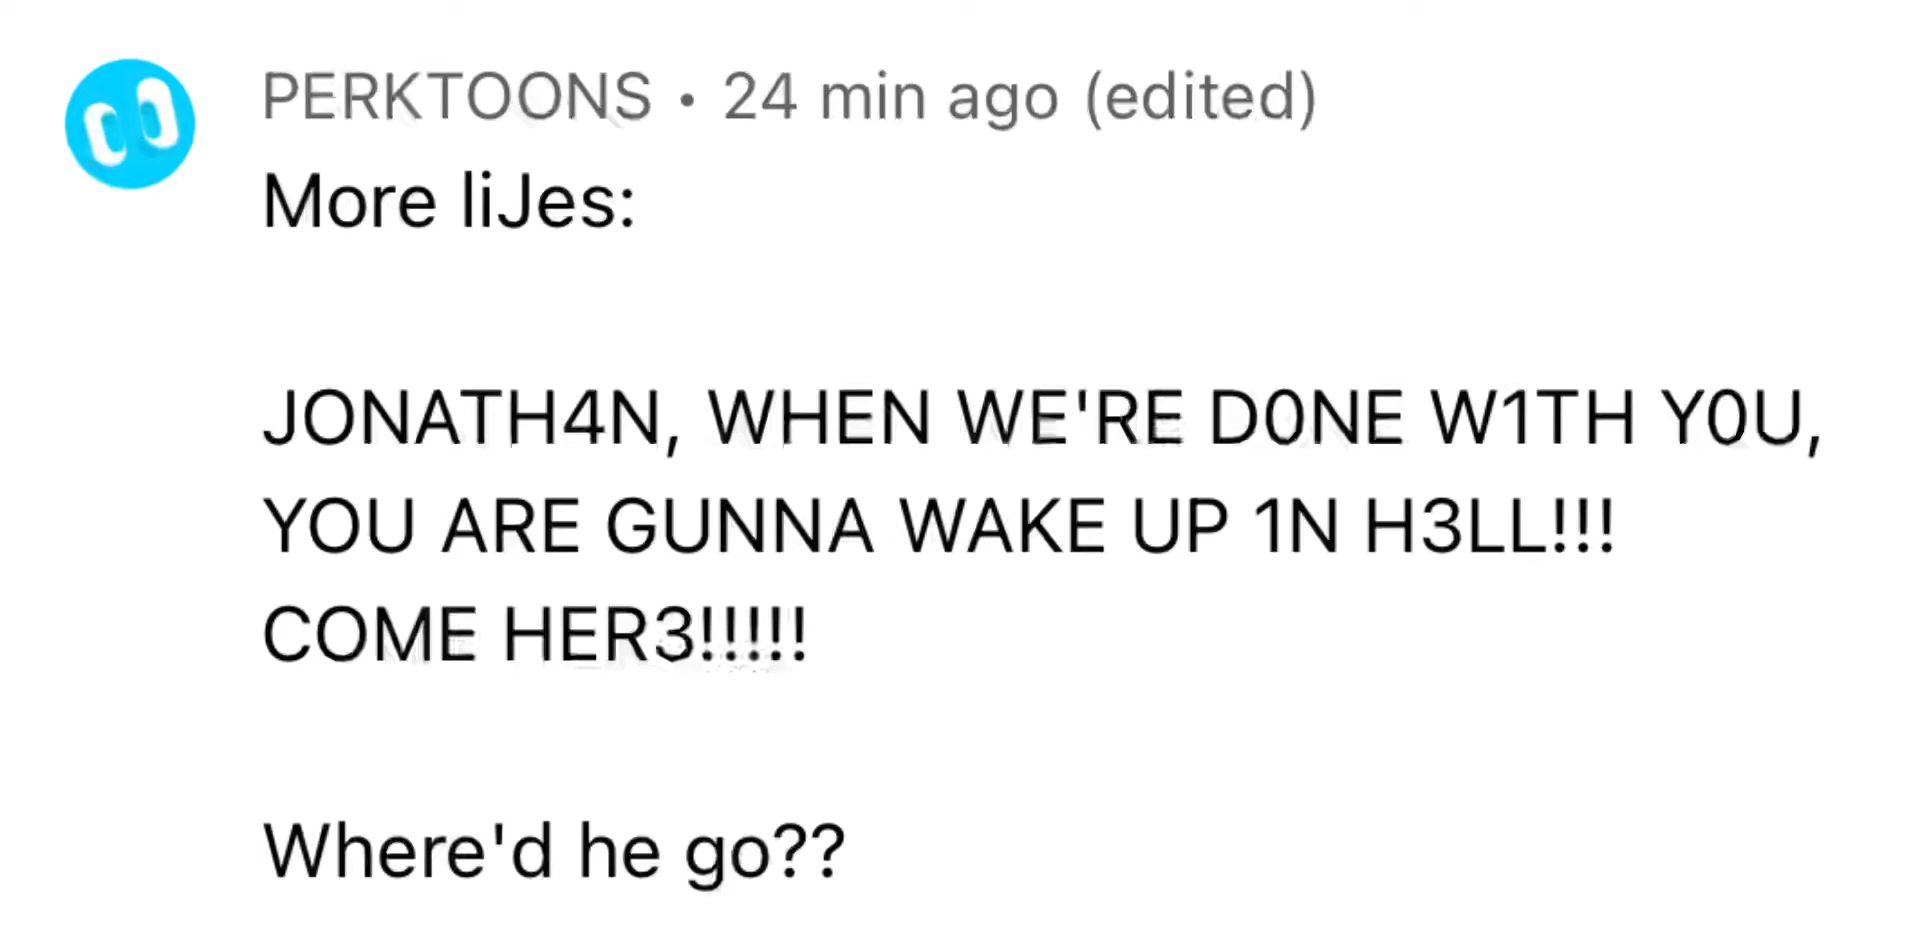 PERKTOONS • 24 min ago (edited)
More liJes:
JONATH4N, WHEN WE'RE D0NE W1TH Y0U,
YOU ARE GUNNA WAKE UP 1N H3LL!!!
COME HER3!!!!!
Where'd he go??